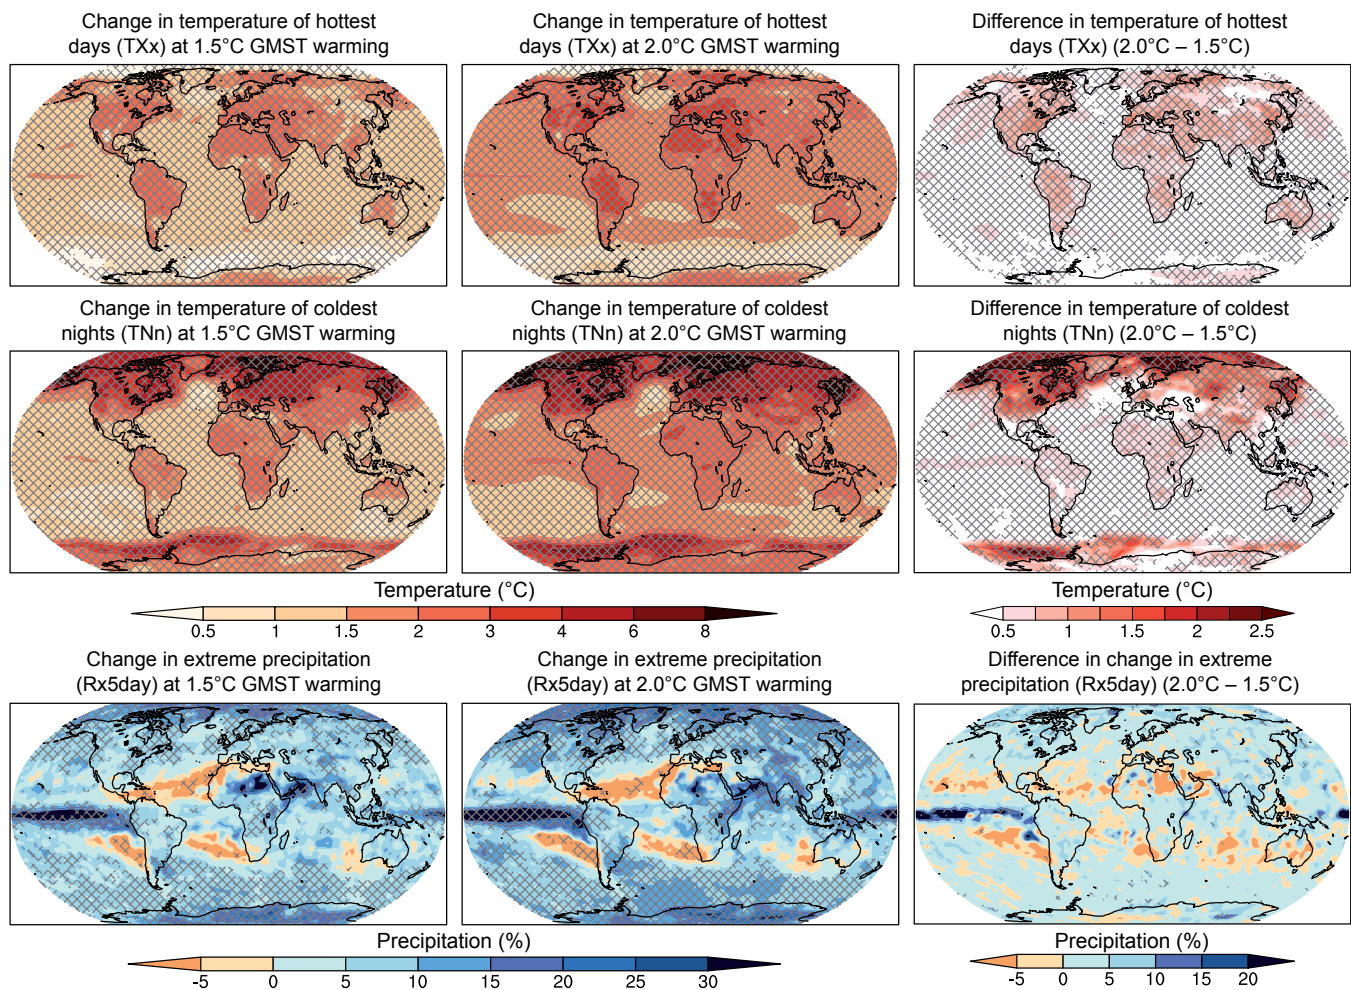 Change in temperature of hottest
days (TXx) at 1.5°C GMST warming
Change in temperature of hottest
days (TXx) at 2.0°C GMST warming
Difference in temperature of hottest
days (TXx) (2.0°C – 1.5°C)
Change in temperature of coldest
nights (TNn) at 1.5°C GMST warming
Change in temperature of coldest
nights (TNn) at 2.0°C GMST warming
Difference in temperature of coldest
nights (TNn) (2.0°C – 1.5°C)
Temperature (°C)
0.5 1 1.5 2 3 4 6 8
Temperature (°C)
0.5 1 1.5 2 2.5
Change in extreme precipitation
(Rx5day) at 1.5°C GMST warming
Change in extreme precipitation
(Rx5day) at 2.0°C GMST warming
Difference in change in extreme
precipitation (Rx5day) (2.0°C – 1.5°C)
Precipitation (%)
-5 0 5 10 15 20 25 30
Precipitation (%)
-5 0 5 10 15 20